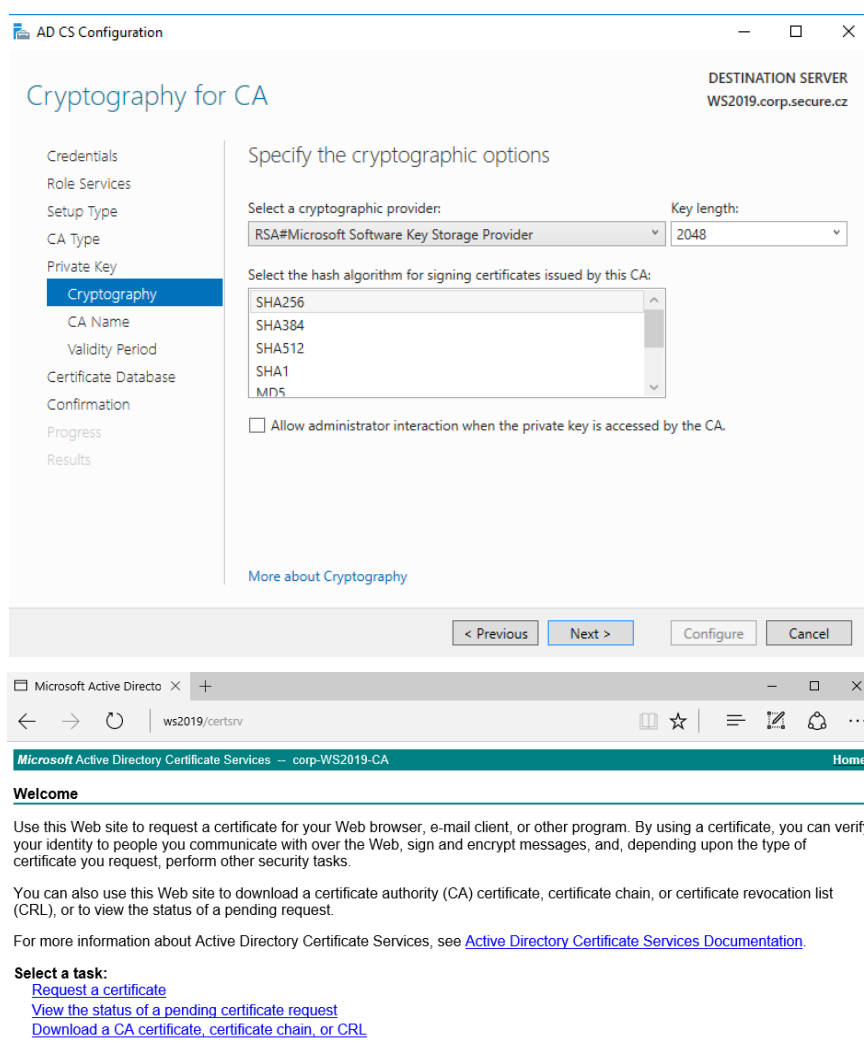 AD CS Configuration
DESTINATION SERVER
WS2019.corp.secure.cz
Cryptography for CA
Credentials
Role Services
Setup Type
CA Type
Private Key
Cryptography
CA Name
Validity Period
Certificate Database
Confirmation
Progress
Results
Specify the cryptographic options
Select a cryptographic provider:
Key length:
RSA#Microsoft Software Key Storage Provider
2048
Select the hash algorithm for signing certificates issued by this CA:
SHA256
SHA384
SHA512
SHA1
MD5
Allow administrator interaction when the private key is accessed by the CA.
More about Cryptography
< Previous
Next >
Configure
Cancel
Microsoft Active Directo
ws2019/certsrv
Microsoft Active Directory Certificate Services -- corp-WS2019-CA
Home
Welcome
Use this Web site to request a certificate for your Web browser, e-mail client, or other program. By using a certificate, you can verify
your identity to people you communicate with over the Web, sign and encrypt messages, and, depending upon the type of
certificate you request, perform other security tasks.
You can also use this Web site to download a certificate authority (CA) certificate, certificate chain, or certificate revocation list
(CRL), or to view the status of a pending request.
For more information about Active Directory Certificate Services, see Active Directory Certificate Services Documentation.
Select a task:
Request a certificate
View the status of a pending certificate request
Download a CA certificate, certificate chain, or CRL